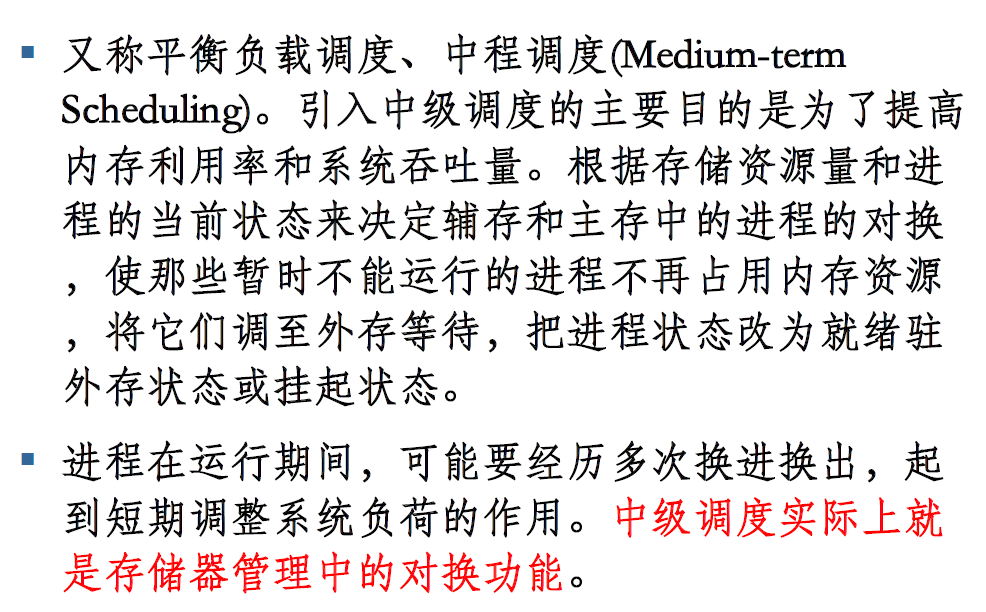 又称平衡负载调度、中程调度(Medium-term
Scheduling)。引入中级调度的主要目的是为了提高
内存利用率和系统吞吐量。根据存储资源量和进
程的当前状态来决定辅存和主存中的进程的对换
，使那些暂时不能运行的进程不再占用内存资源
，将它们调至外存等待，把进程状态改为就绪驻
外存状态或挂起状态。
进程在运行期间，可能要经历多次换进换出，起
到短期调整系统负荷的作用。中级调度实际上就
是存储器管理中的对换功能。